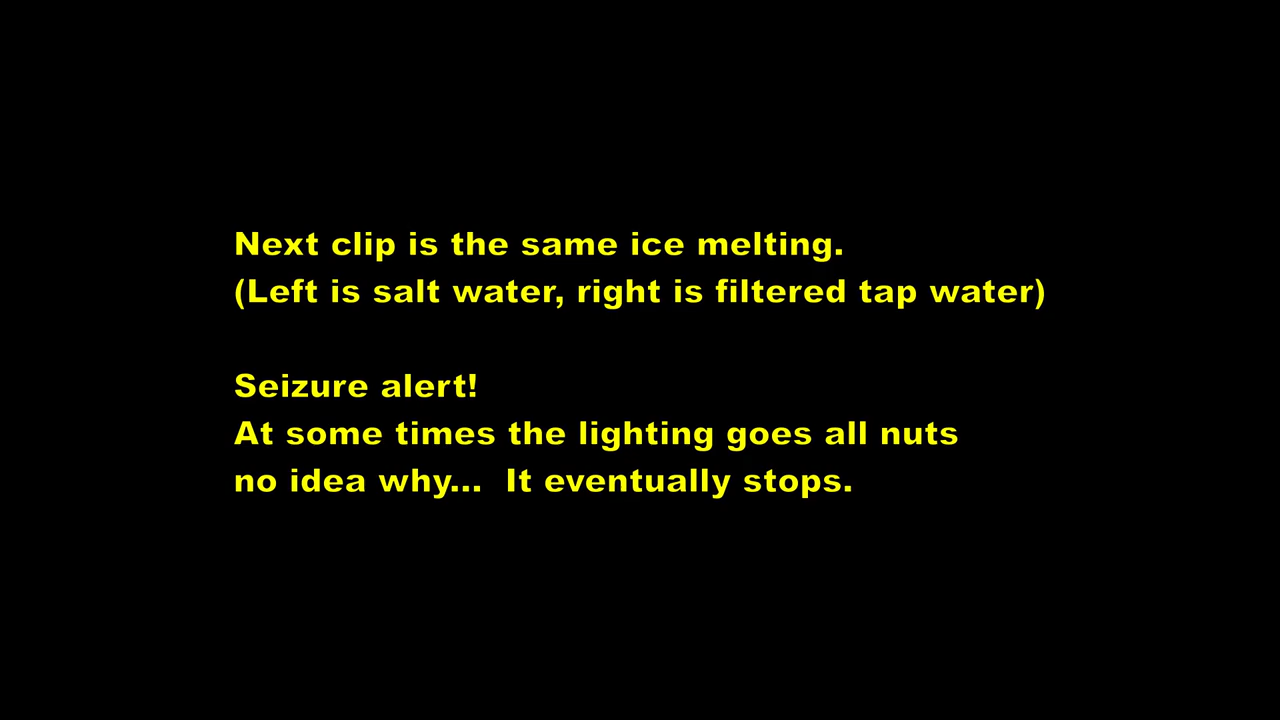 Next clip is the same ice melting.
(Left is salt water, right is filtered tap water)
Seizure alert!
At some times the lighting goes all nuts
no idea why...  It eventually stops.